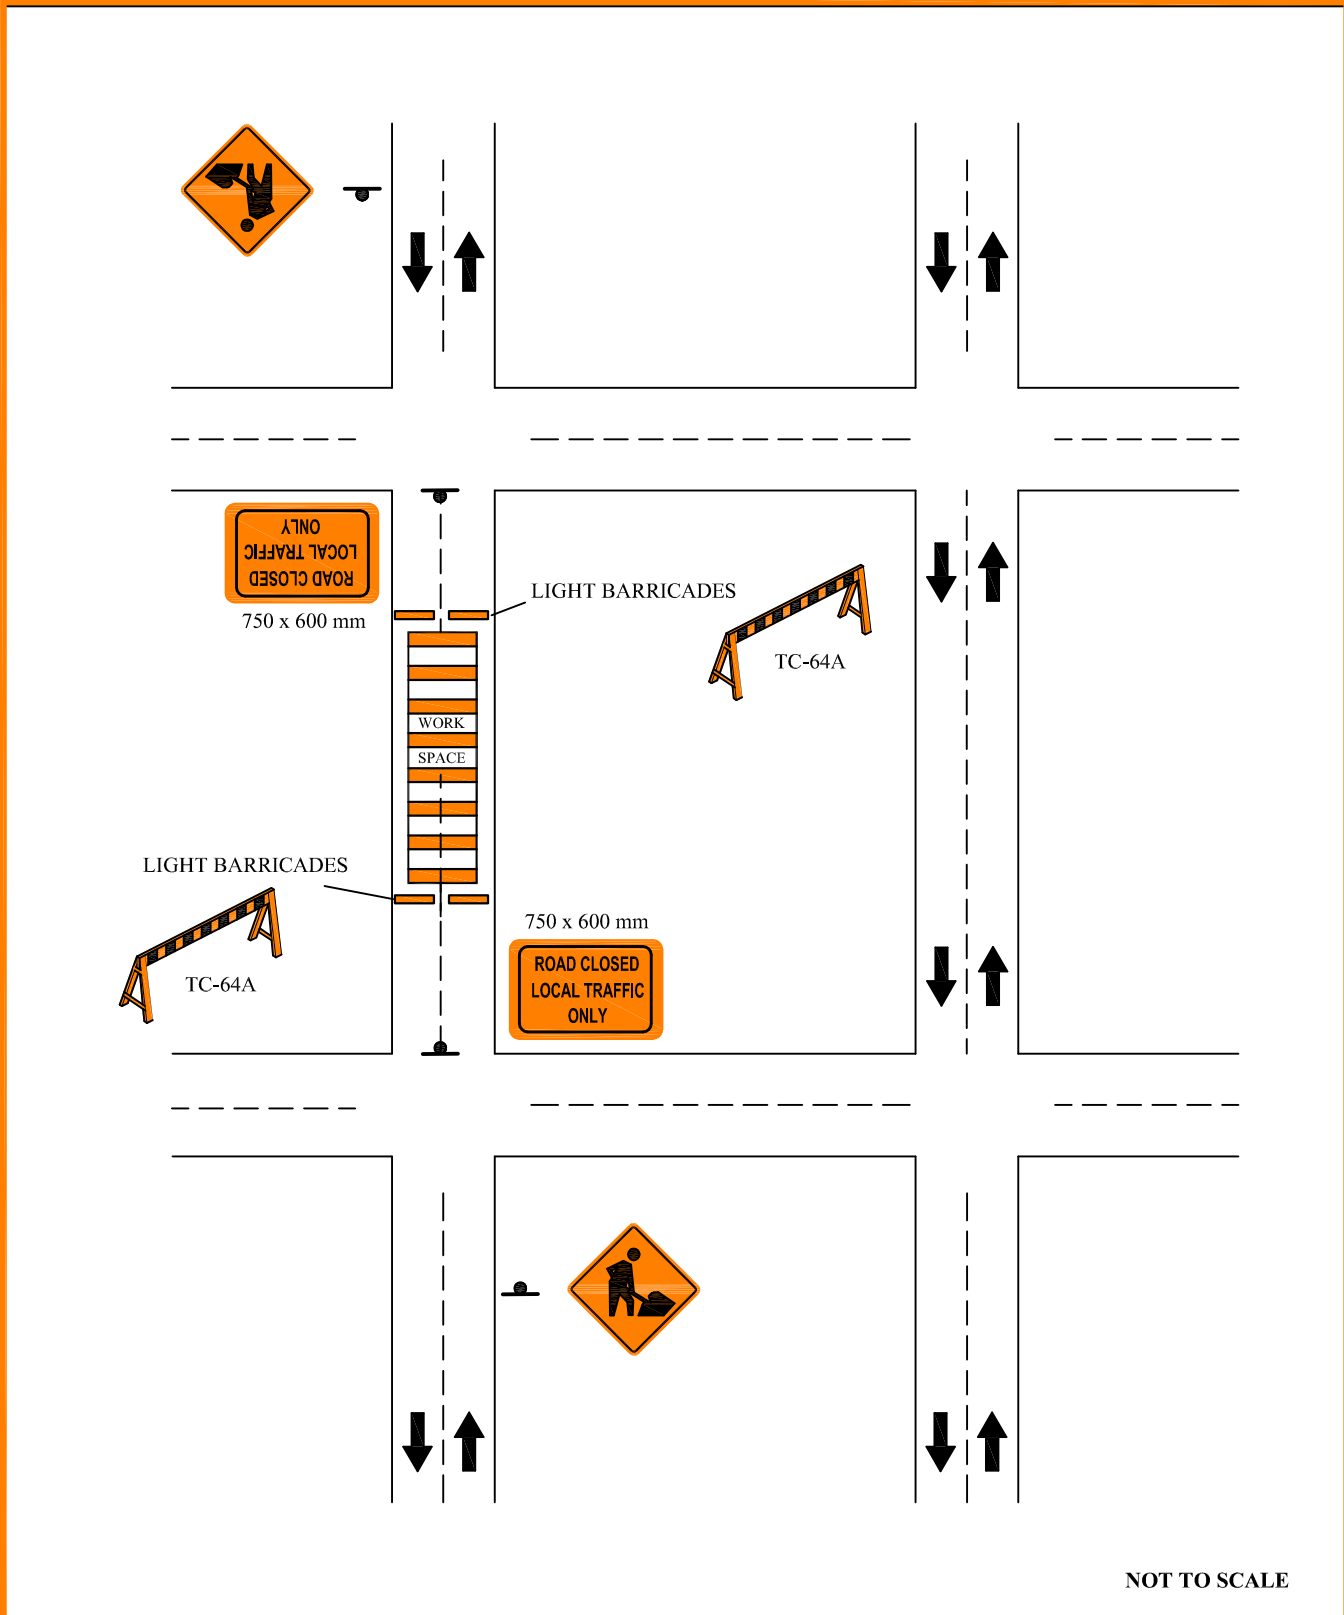 ROAD CLOSED
LOCAL TRAFFIC
ONLY
750 x 600 mm
LIGHT BARRICADES
TC-64A
WORK
SPACE
LIGHT BARRICADES
TC-64A
750 x 600 mm
ROAD CLOSED
LOCAL TRAFFIC
ONLY
NOT TO SCALE